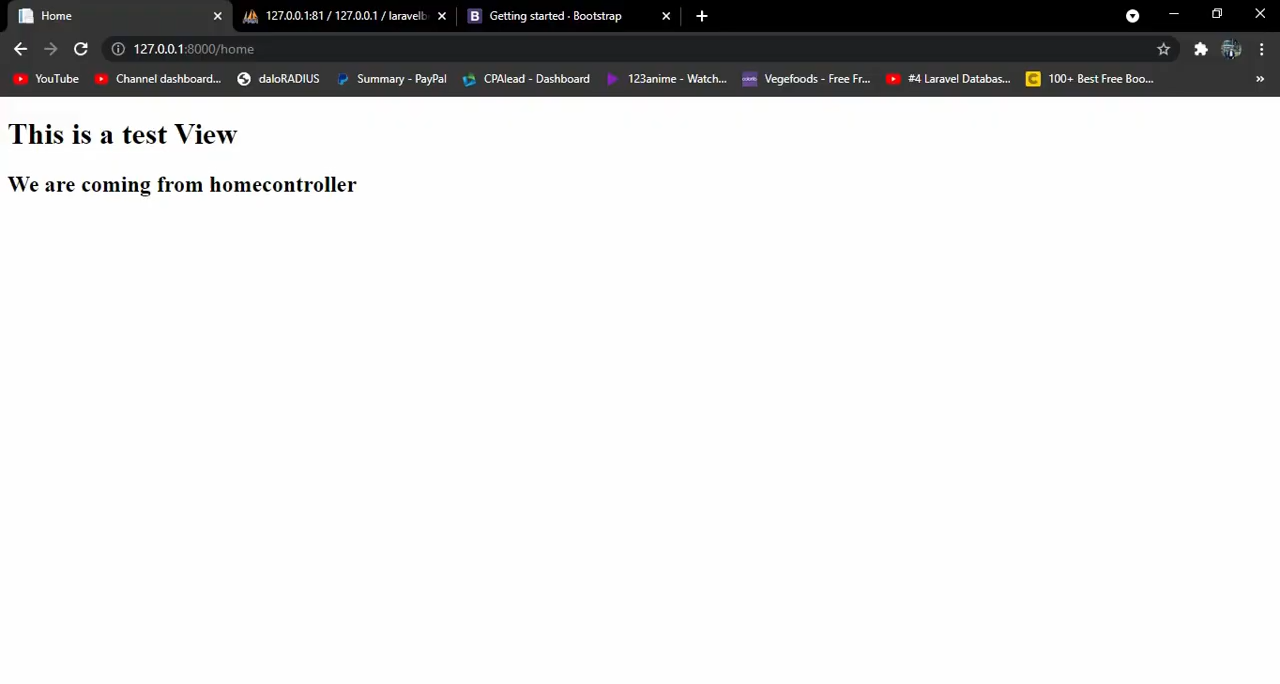 Home
127.0.0.1:81 / 127.0.0.1 / laravelb
Getting started · Bootstrap
127.0.0.1:8000/home
YouTube
Channel dashboard...
daloRADIUS
Summary - PayPal
CPAlead - Dashboard
123anime - Watch...
Vegefoods - Free Fr...
#4 Laravel Databas...
100+ Best Free Boo...
»
This is a test View
We are coming from homecontroller